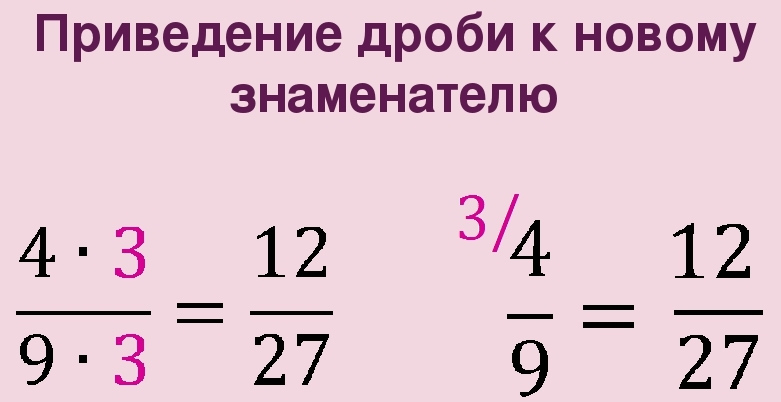 Приведение дроби к новому
знаменателю
4 · 3 / 9 · 3 = 12 / 27
3/ 4 / 9 = 12 / 27